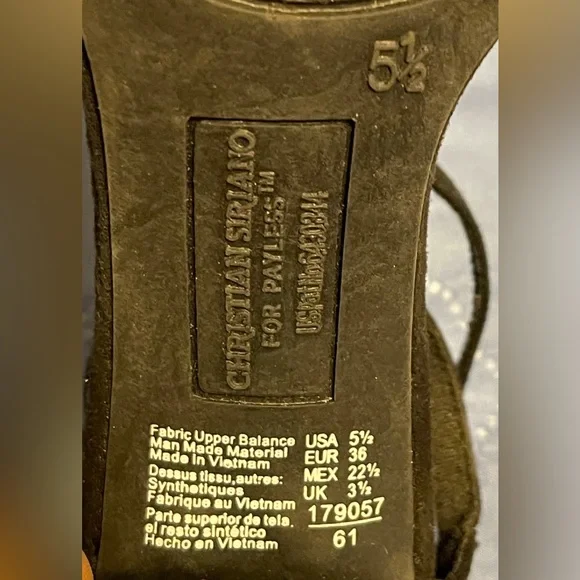 5½
CHRISTIAN SIRIANO
FOR PAYLESS™
Fabric Upper Balance
Man Made Material
Made in Vietnam
Dessus tissu,autres:
Synthetiques
Fabrique au Vietnam
Parte superior de tela,
el resto sintético
Hecho en Vietnam
USA 5½
EUR 36
MEX 22½
UK 3½
179057
61